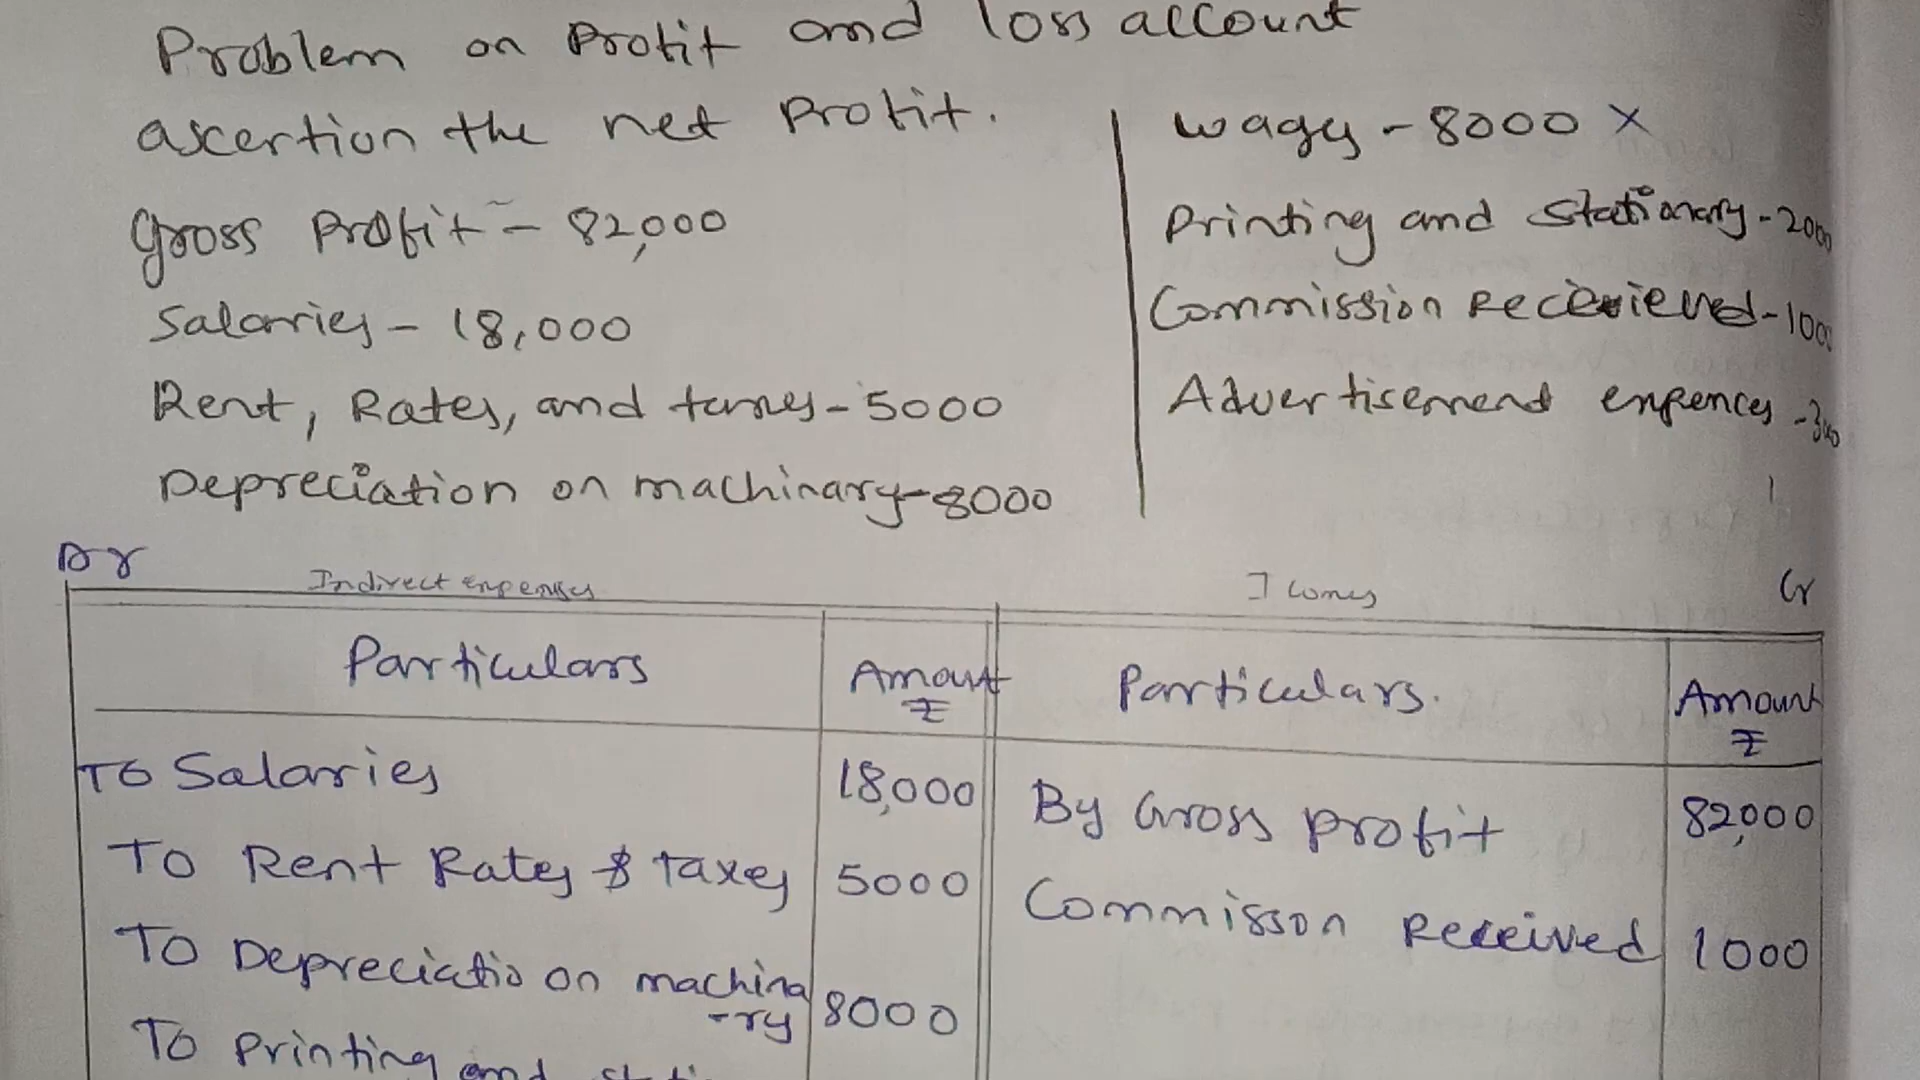 Problem on Profit and loss account
ascertion the net Profit.
Gross Profit - 82,000
Salaries - 18,000
Rent, Rates, and taxes - 5000
Depreciation on machinary - 8000
wages - 8000 X
Printing and Stationary - 2000
Commission Received - 1000
Advertisement expences -
Dr
Indirect expenses
Icomes
Cr
Particulars Amount ₹ Particulars. Amount ₹
To Salaries 18,000 By Gross profit 82,000
To Rent Rates & taxes 5000 Commisson Received 1000
To Depreciatio on machina
-ry 8000
To Printing and